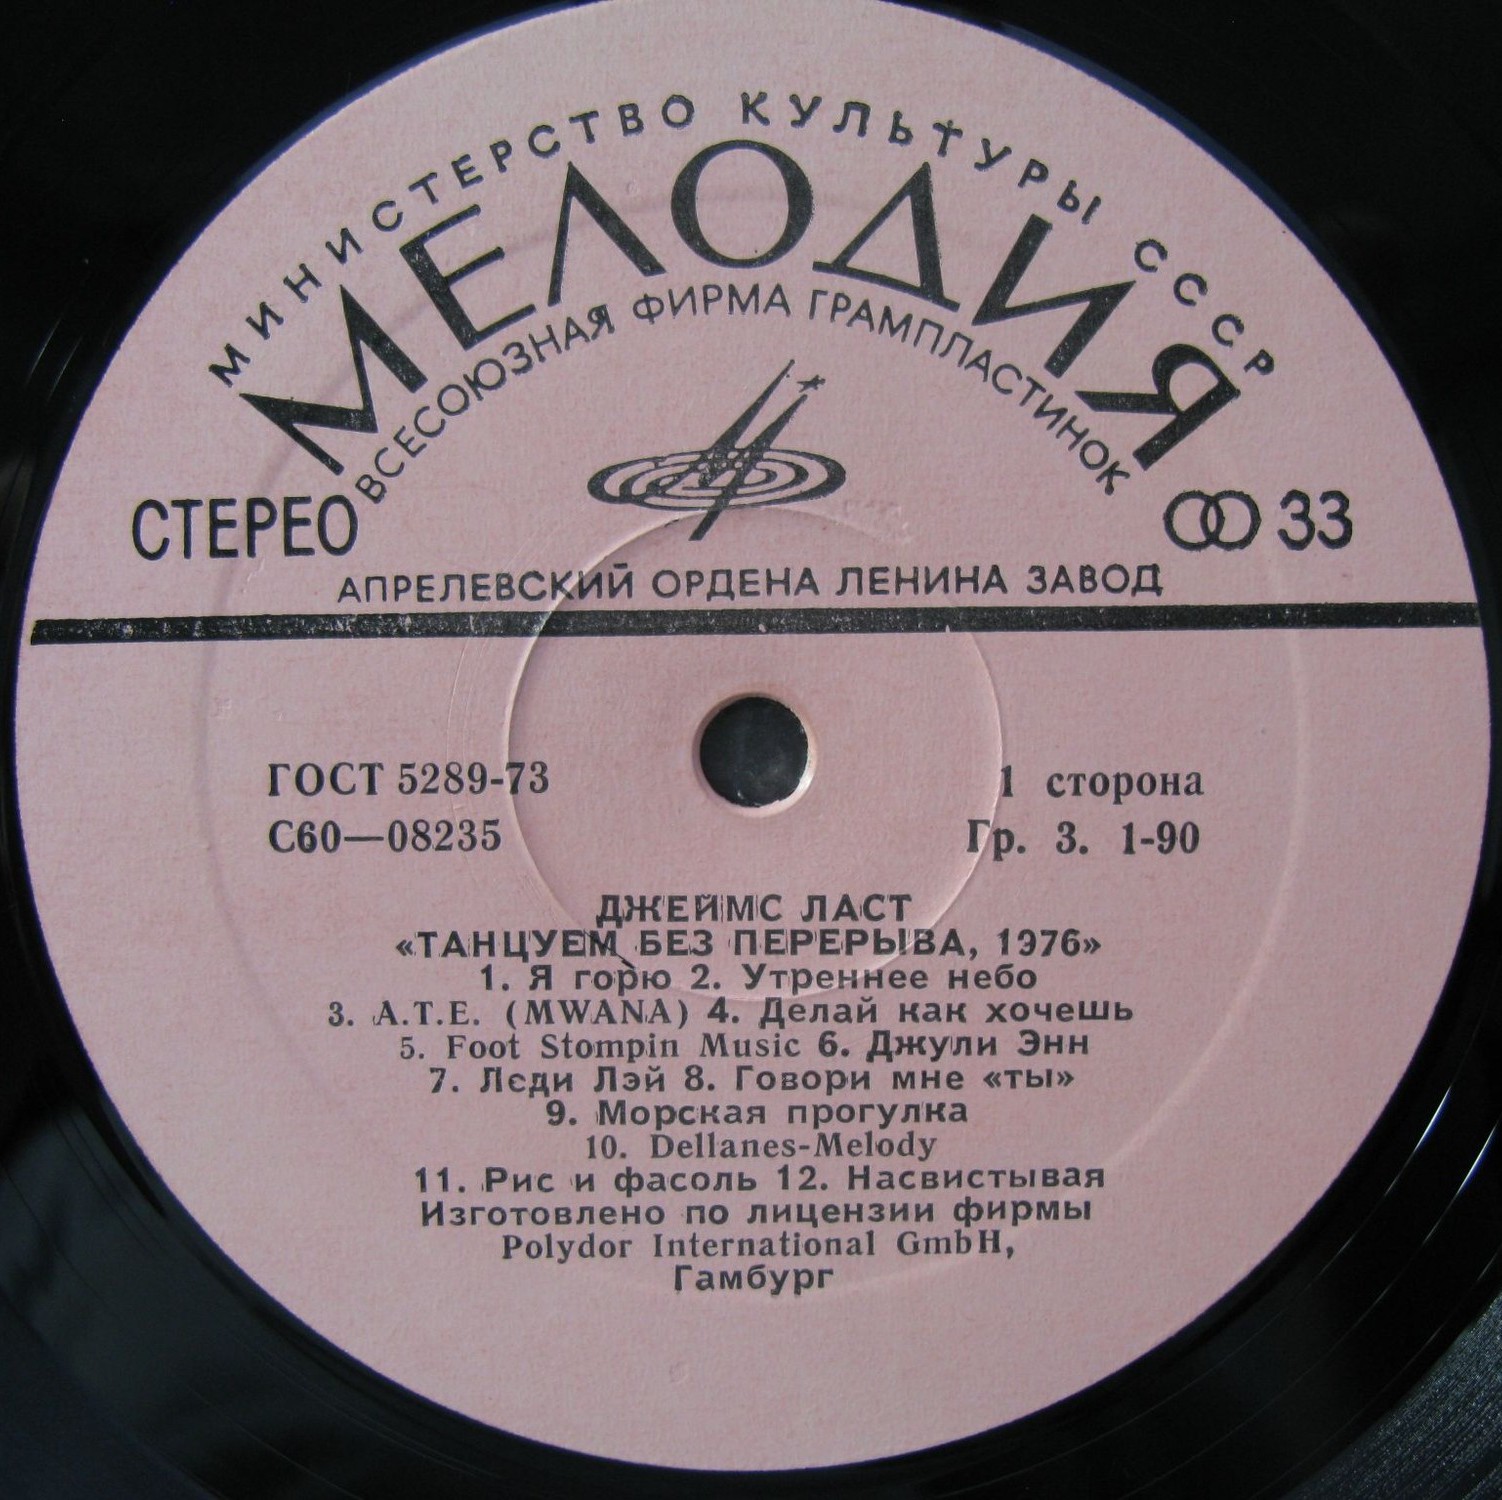 МИНИСТЕРСТВО КУЛЬТУРЫ СССР
МЕЛОДИЯ
ВСЕСОЮЗНАЯ ФИРМА ГРАМПЛАСТИНОК
СТЕРЕО
33
АПРЕЛЕВСКИЙ ОРДЕНА ЛЕНИНА ЗАВОД
ГОСТ 5289-73
1 сторона
С60—08235
Гр. 3. 1-90
ДЖЕЙМС ЛАСТ
«ТАНЦУЕМ БЕЗ ПЕРЕРЫВА, 1976»
1. Я горю 2. Утреннее небо
3. A.T.E. (MWANA) 4. Делай как хочешь
5. Foot Stompin Music 6. Джули Энн
7. Леди Лэй 8. Говори мне «ты»
9. Морская прогулка
10. Dellanes-Melody
11. Рис и фасоль 12. Насвистывая
Изготовлено по лицензии фирмы
Polydor International GmbH,
Гамбург